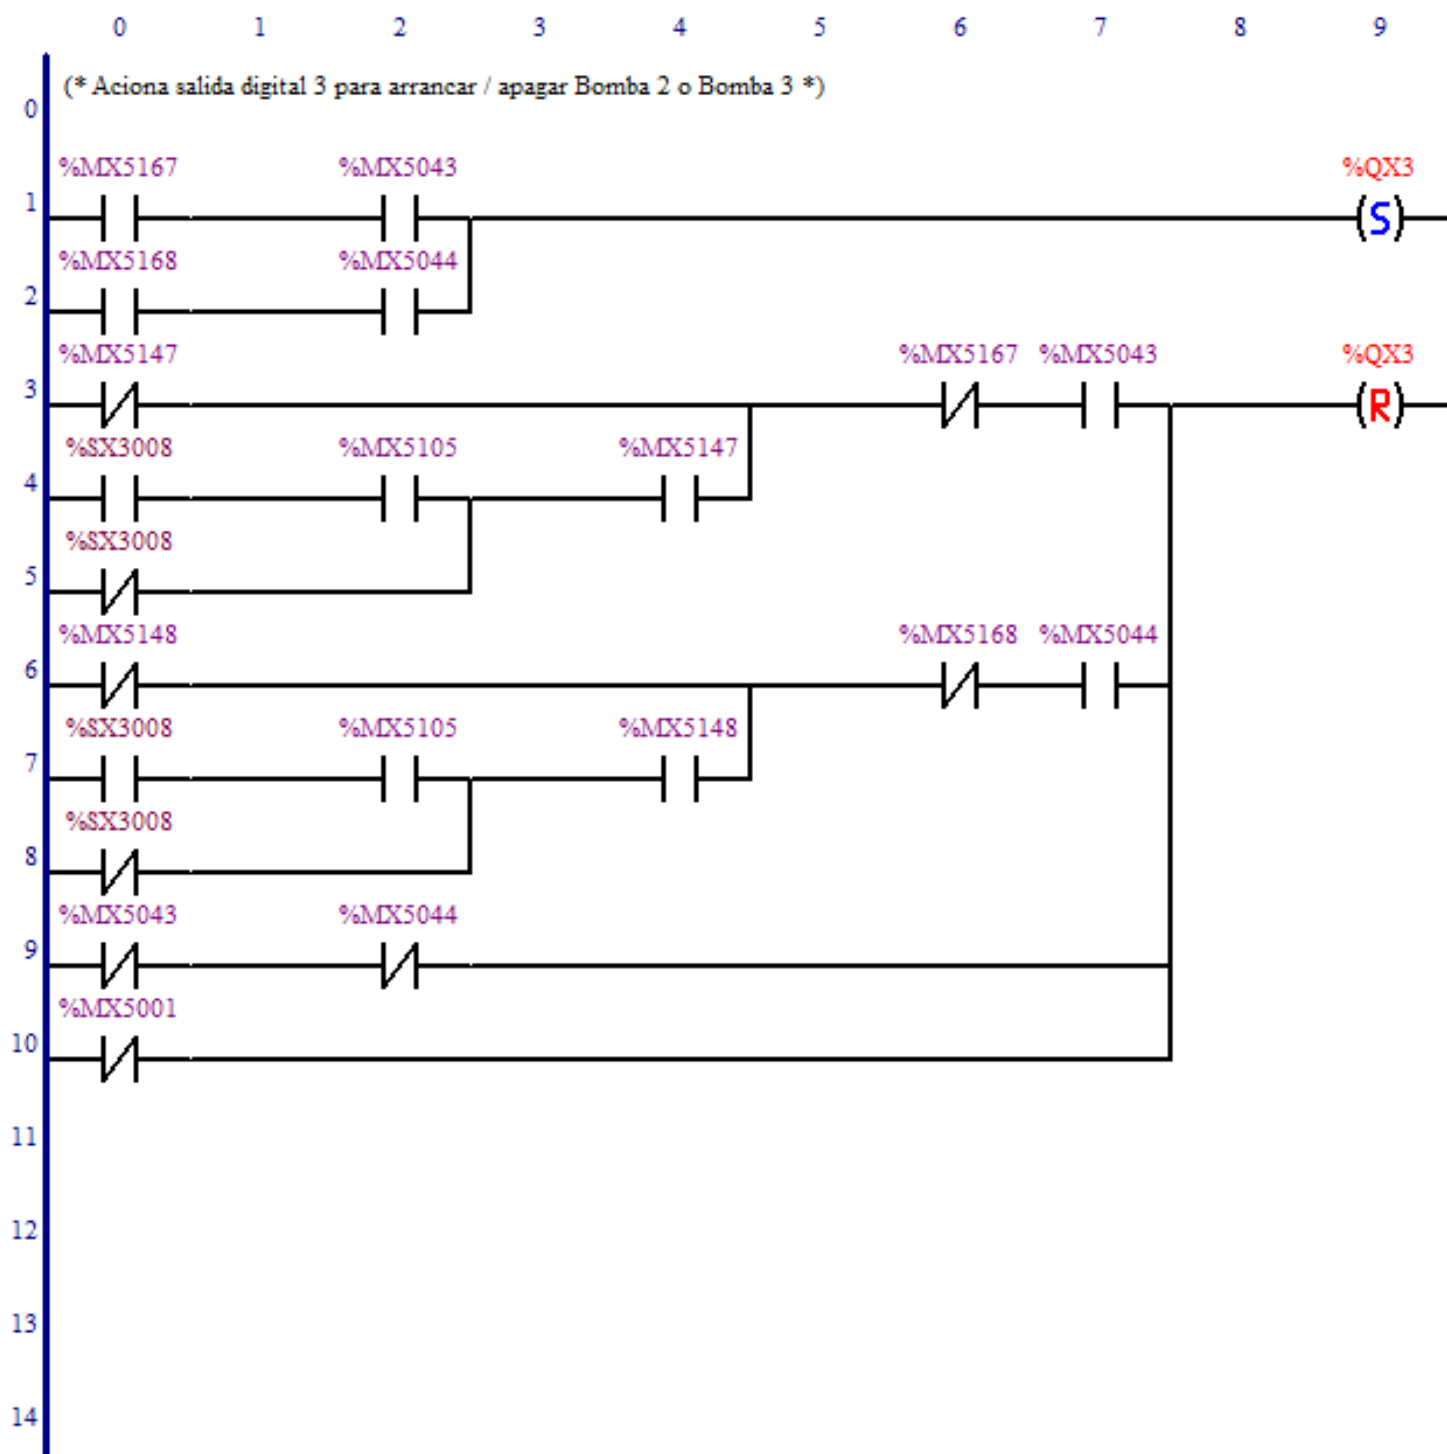 0 1 2 3 4 5 6 7 8 9
(* Aciona salida digital 3 para arrancar / apagar Bomba 2 o Bomba 3 *)
0
%MX5167 %MX5043 %QX3
1 S
%MX5168 %MX5044
2
%MX5147 %MX5167 %MX5043 %QX3
3 R
%SX3008 %MX5105 %MX5147
4
%SX3008
5
%MX5148 %MX5168 %MX5044
6
%SX3008 %MX5105 %MX5148
7
%SX3008
8
%MX5043 %MX5044
9
%MX5001
10
11
12
13
14